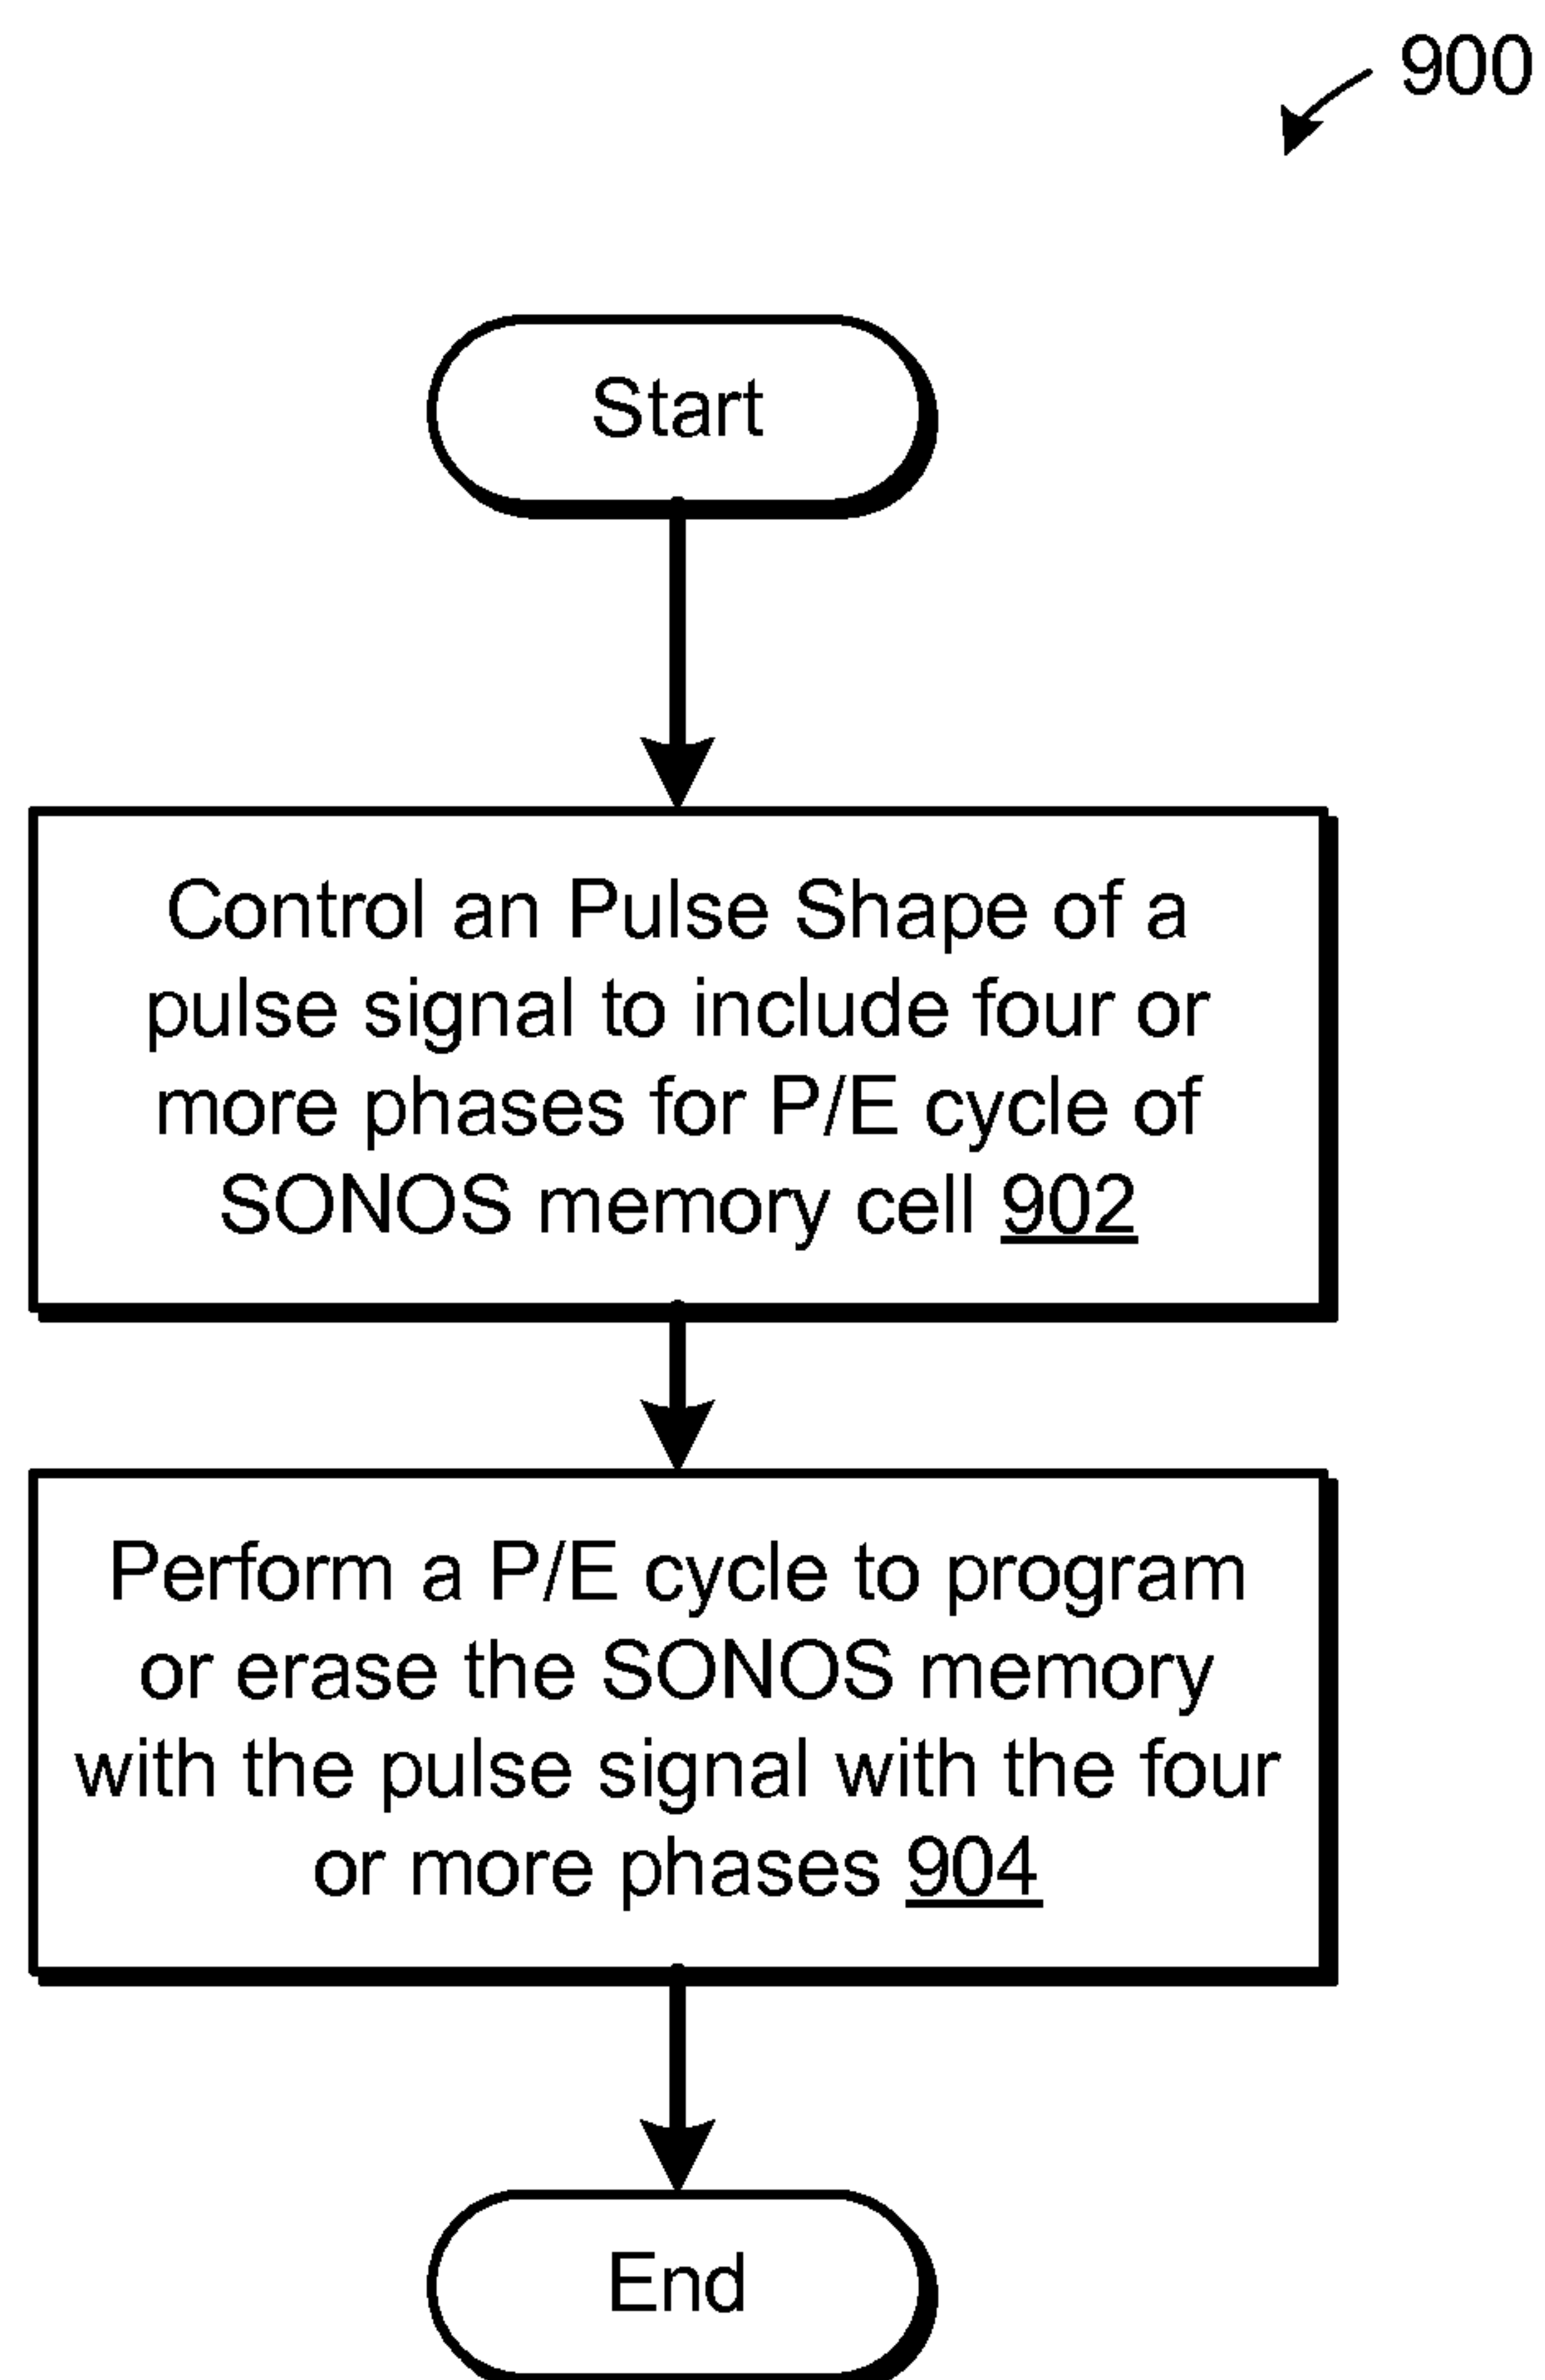 900
Start
Control an Pulse Shape of a
pulse signal to include four or
more phases for P/E cycle of
SONOS memory cell 902
Perform a P/E cycle to program
or erase the SONOS memory
with the pulse signal with the four
or more phases 904
End